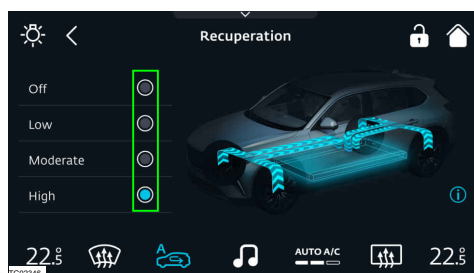 Recuperation
Off
Low
Moderate
High
22.5 A AUTO A/C 22.5